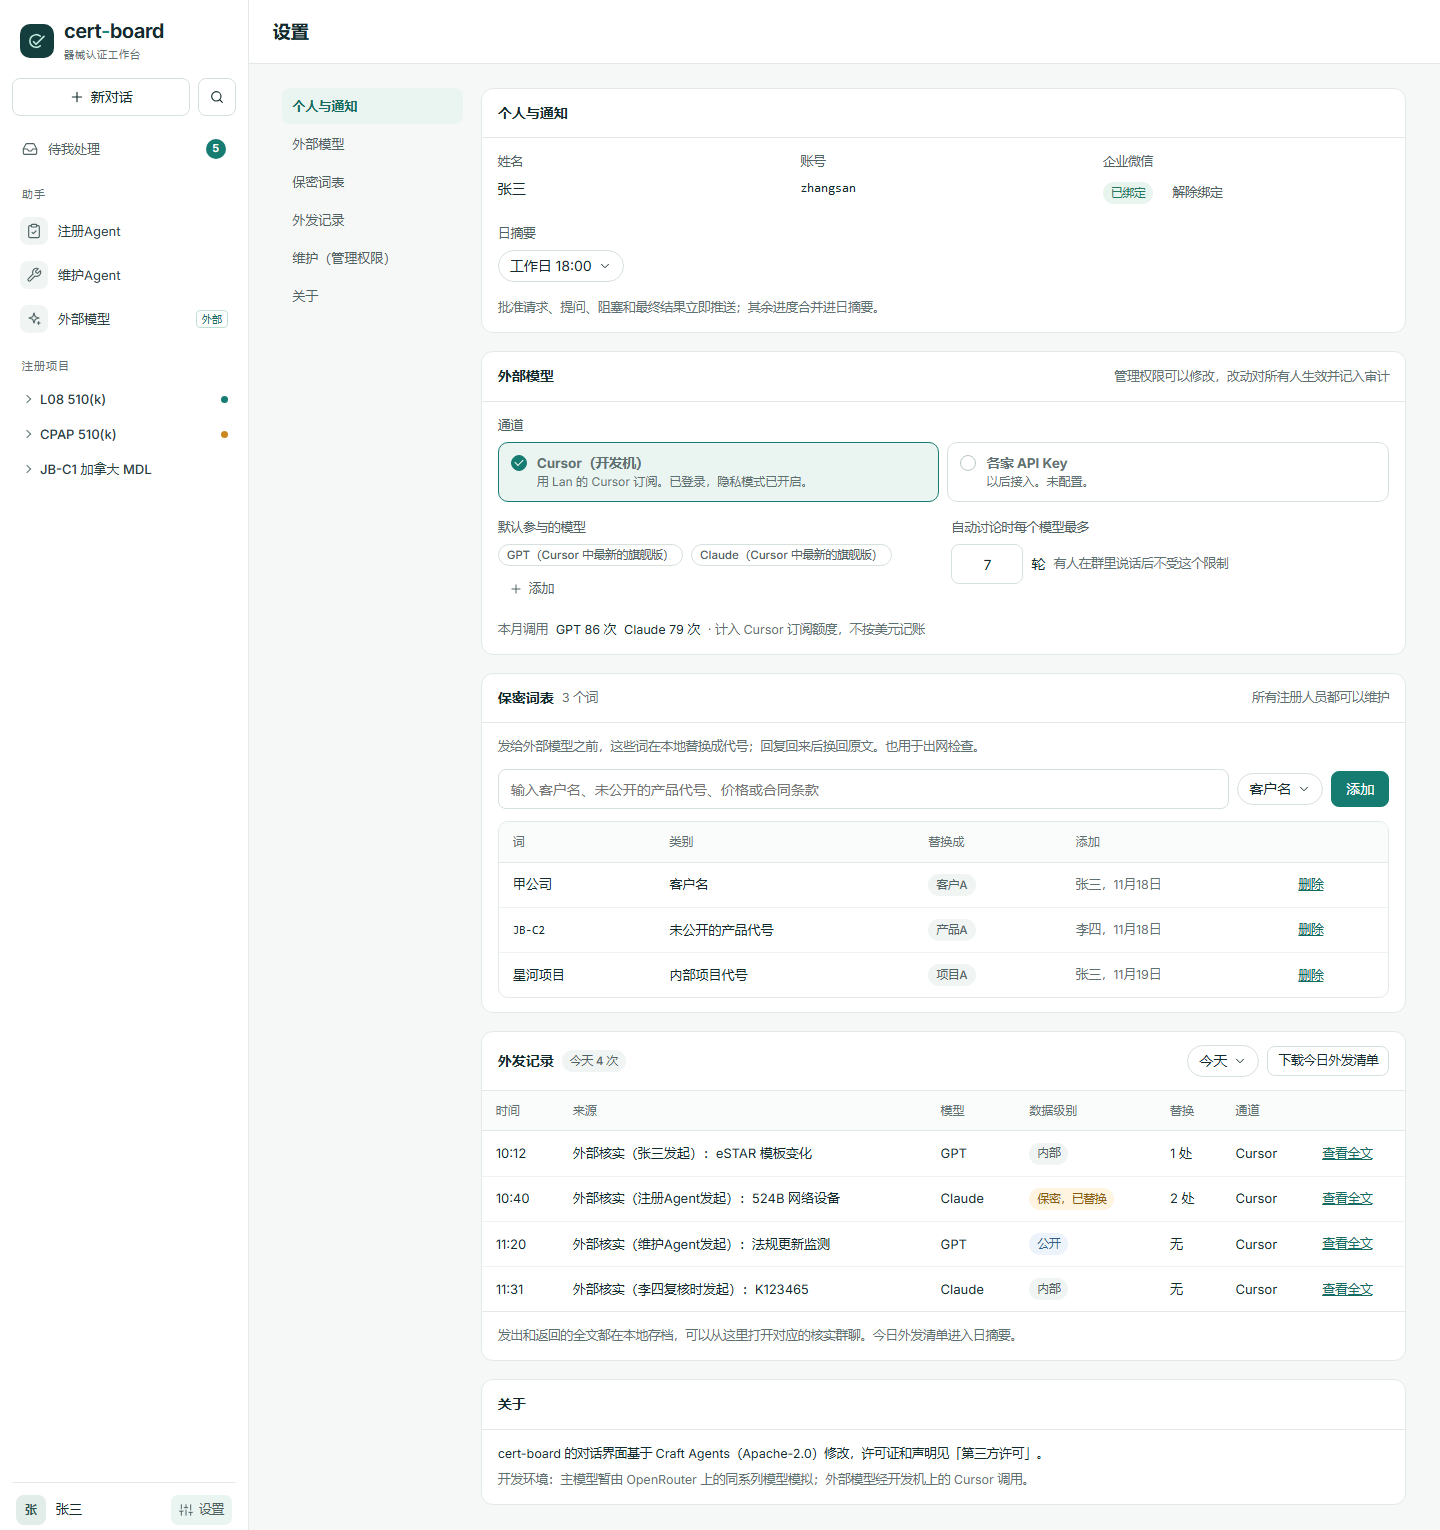 cert-board
器械认证工作台
新对话
待我处理 5
助手
注册Agent
维护Agent
外部模型 外部
注册项目
L08 510(k)
CPAP 510(k)
JB-C1 加拿大 MDL
张 张三 设置
设置
个人与通知
外部模型
保密词表
外发记录
维护（管理权限）
关于
个人与通知
姓名 账号 企业微信
张三 zhangsan 已绑定 解除绑定
日摘要
工作日 18:00
批准请求、提问、阻塞和最终结果立即推送；其余进度合并进日摘要。
外部模型 管理权限可以修改，改动对所有人生效并记入审计
通道
Cursor（开发机）
用 Lan 的 Cursor 订阅。已登录，隐私模式已开启。
各家 API Key
以后接入。未配置。
默认参与的模型
GPT（Cursor 中最新的旗舰版） Claude（Cursor 中最新的旗舰版）
添加
自动讨论时每个模型最多
7 轮 有人在群里说话后不受这个限制
本月调用 GPT 86 次 Claude 79 次 · 计入 Cursor 订阅额度，不按美元记账
保密词表 3 个词 所有注册人员都可以维护
发给外部模型之前，这些词在本地替换成代号；回复回来后换回原文。也用于出网检查。
输入客户名、未公开的产品代号、价格或合同条款 客户名 添加
词 类别 替换成 添加
甲公司 客户名 客户A 张三，11月18日 删除
JB-C2 未公开的产品代号 产品A 李四，11月18日 删除
星河项目 内部项目代号 项目A 张三，11月19日 删除
外发记录 今天 4 次 今天 下载今日外发清单
时间 来源 模型 数据级别 替换 通道
10:12 外部核实（张三发起）：eSTAR 模板变化 GPT 内部 1 处 Cursor 查看全文
10:40 外部核实（注册Agent发起）：524B 网络设备 Claude 保密，已替换 2 处 Cursor 查看全文
11:20 外部核实（维护Agent发起）：法规更新监测 GPT 公开 无 Cursor 查看全文
11:31 外部核实（李四复核时发起）：K123465 Claude 内部 无 Cursor 查看全文
发出和返回的全文都在本地存档，可以从这里打开对应的核实群聊。今日外发清单进入日摘要。
关于
cert-board 的对话界面基于 Craft Agents（Apache-2.0）修改，许可证和声明见「第三方许可」。
开发环境：主模型暂由 OpenRouter 上的同系列模型模拟；外部模型经开发机上的 Cursor 调用。